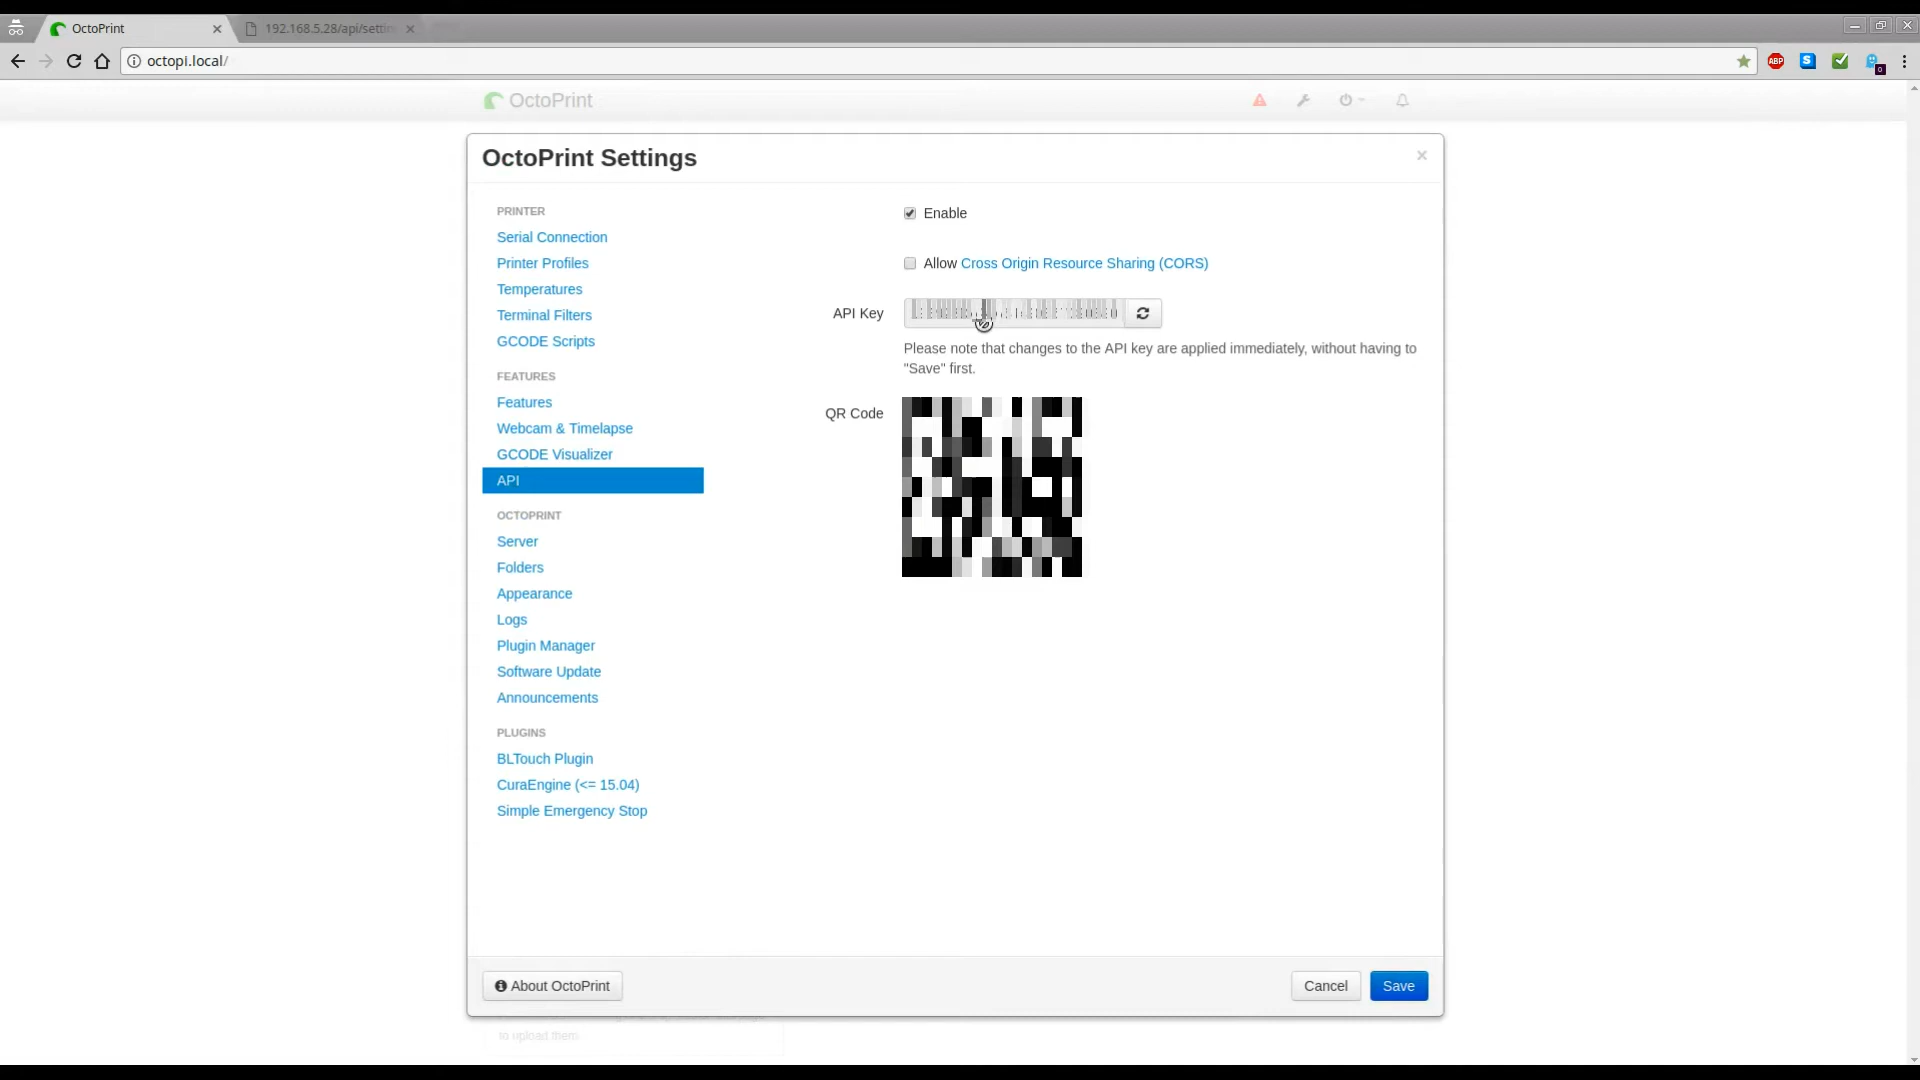 OctoPrint
192.168.5.28/api/settin
octopi.local/
ABP
S
0
OctoPrint
OctoPrint Settings
PRINTER
Serial Connection
Printer Profiles
Temperatures
Terminal Filters
GCODE Scripts
FEATURES
Features
Webcam & Timelapse
GCODE Visualizer
API
OCTOPRINT
Server
Folders
Appearance
Logs
Plugin Manager
Software Update
Announcements
PLUGINS
BLTouch Plugin
CuraEngine (<= 15.04)
Simple Emergency Stop
Enable
Allow Cross Origin Resource Sharing (CORS)
API Key
Please note that changes to the API key are applied immediately, without having to
"Save" first.
QR Code
About OctoPrint
Cancel
Save
to upload them